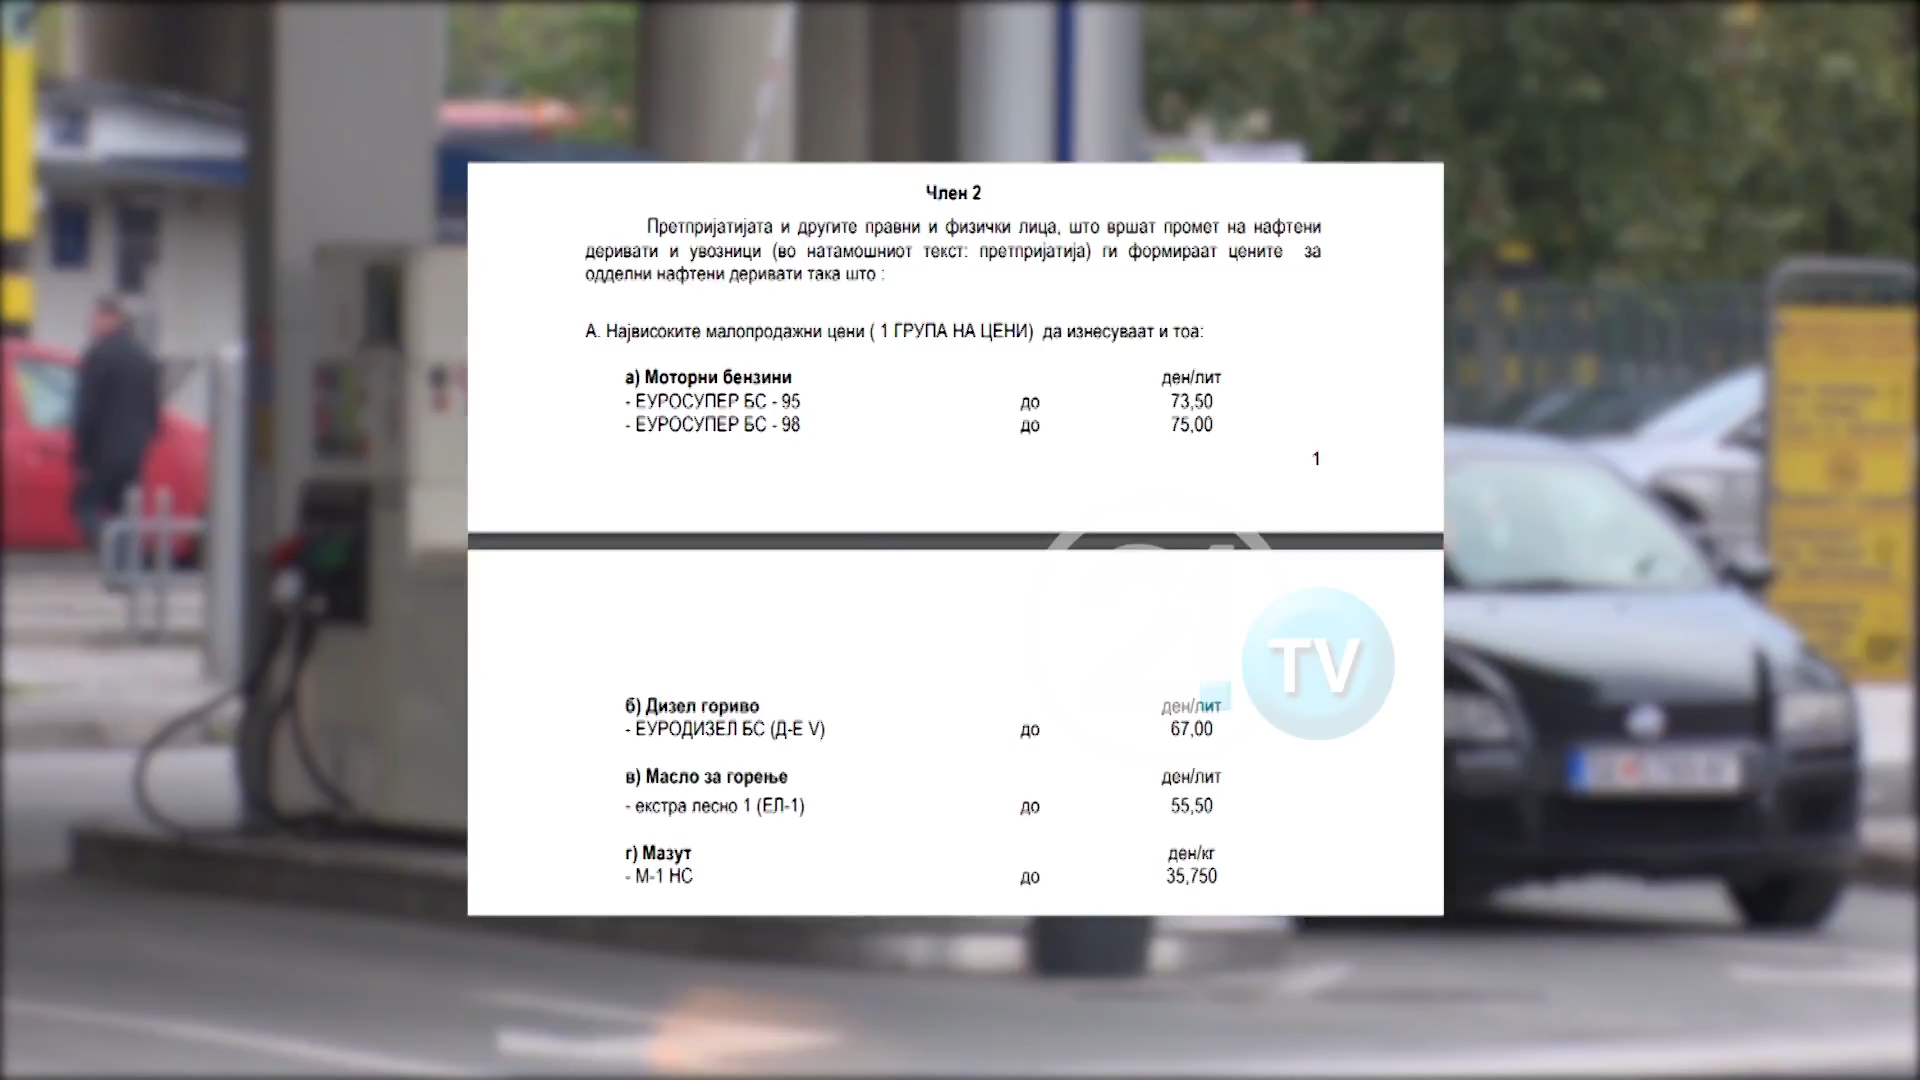 Член 2
Претпријатијата и другите правни и физички лица, што вршат промет на нафтени
деривати и увозници (во натамошниот текст: претпријатија) ги формираат цените за
одделни нафтени деривати така што :
А. Највисоките малопродажни цени ( 1 ГРУПА НА ЦЕНИ) да изнесуваат и тоа:
а) Моторни бензини ден/лит
- ЕУРОСУПЕР БС - 95 до 73,50
- ЕУРОСУПЕР БС - 98 до 75,00
1
TV
б) Дизел гориво ден/лит
- ЕУРОДИЗЕЛ БС (Д-Е V) до 67,00
в) Масло за горење ден/лит
- екстра лесно 1 (ЕЛ-1) до 55,50
г) Мазут ден/кг
- М-1 НС до 35,750